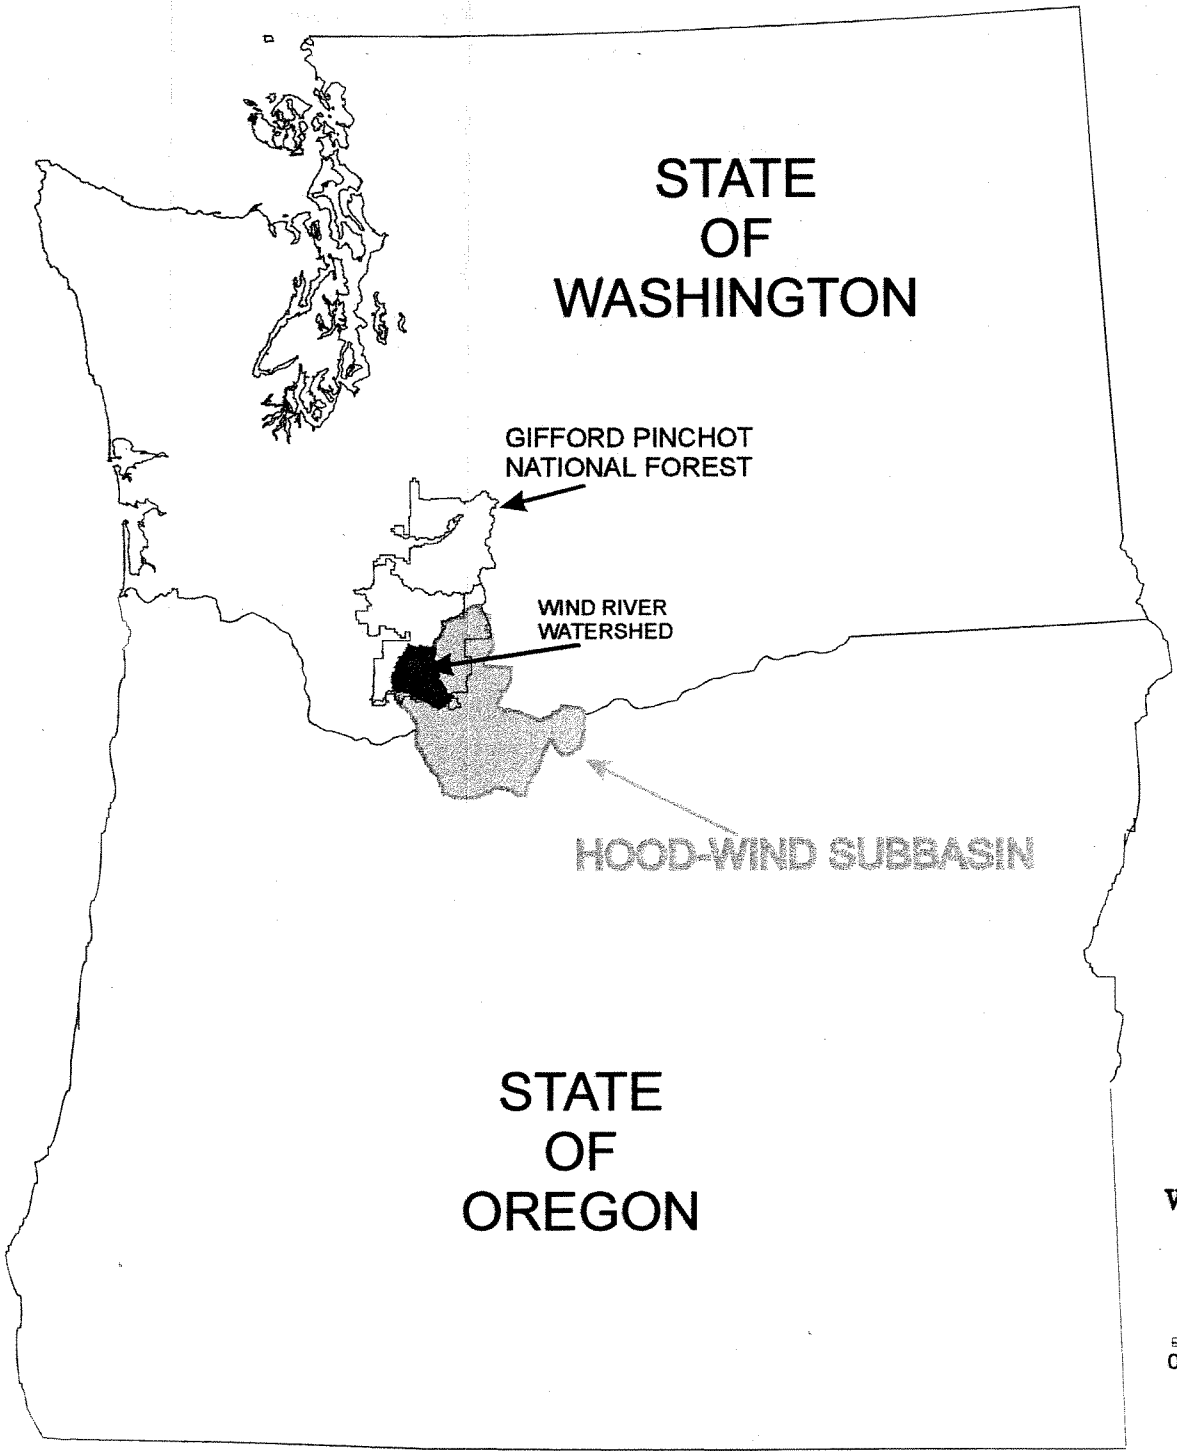 STATE
OF
WASHINGTON
GIFFORD PINCHOT
NATIONAL FOREST
WIND RIVER
WATERSHED
HOOD-WIND SUBBASIN
STATE
OF
OREGON